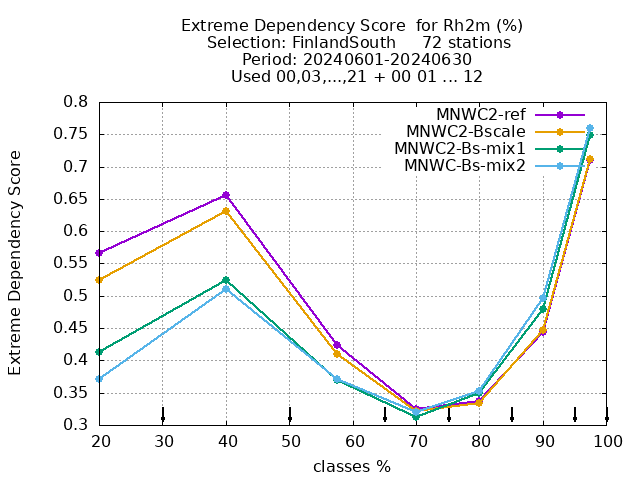 Extreme Dependency Score  for Rh2m (%)
Selection: FinlandSouth     72 stations
Period: 20240601-20240630
Used 00,03,...,21 + 00 01 ... 12
MNWC2-ref
MNWC2-Bscale
MNWC2-Bs-mix1
MNWC-Bs-mix2
Extreme Dependency Score
0.8
0.75
0.7
0.65
0.6
0.55
0.5
0.45
0.4
0.35
0.3
20 30 40 50 60 70 80 90 100
classes %